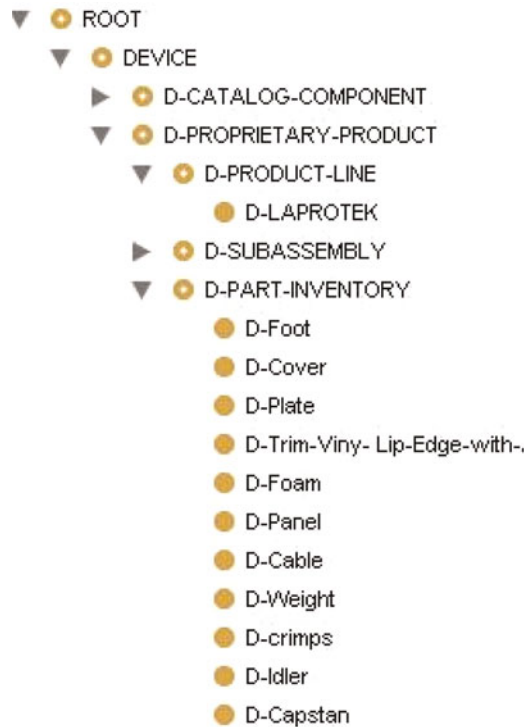 ROOT
DEVICE
D-CATALOG-COMPONENT
D-PROPRIETARY-PRODUCT
D-PRODUCT-LINE
D-LAPROTEK
D-SUBASSEMBLY
D-PART-INVENTORY
D-Foot
D-Cover
D-Plate
D-Trim-Viny- Lip-Edge-with-.
D-Foam
D-Panel
D-Cable
D-Weight
D-crimps
D-Idler
D-Capstan